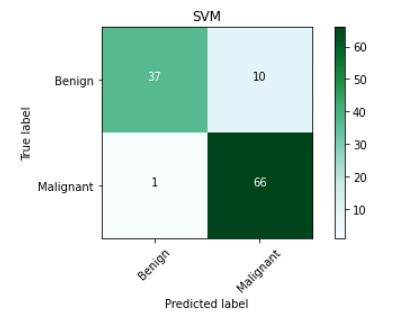 SVM
60
Benign 37 10
50
40
True label
30
Malignant 1 66
20
10
Benign Malignant
Predicted label